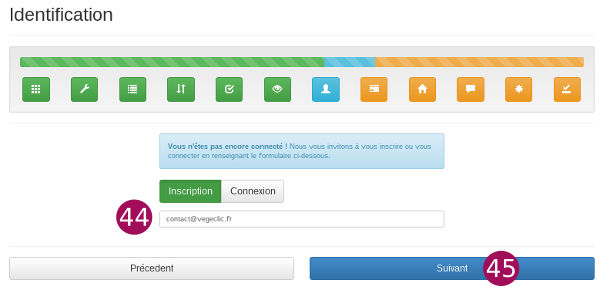 Identification
Vous n'êtes pas encore connecté ! Nous vous invitons à vous inscrire ou vous
connecter en renseignant le formulaire ci-dessous.
Inscription Connexion
44 contact@vegeclic.fr
Précedent Suivant 45